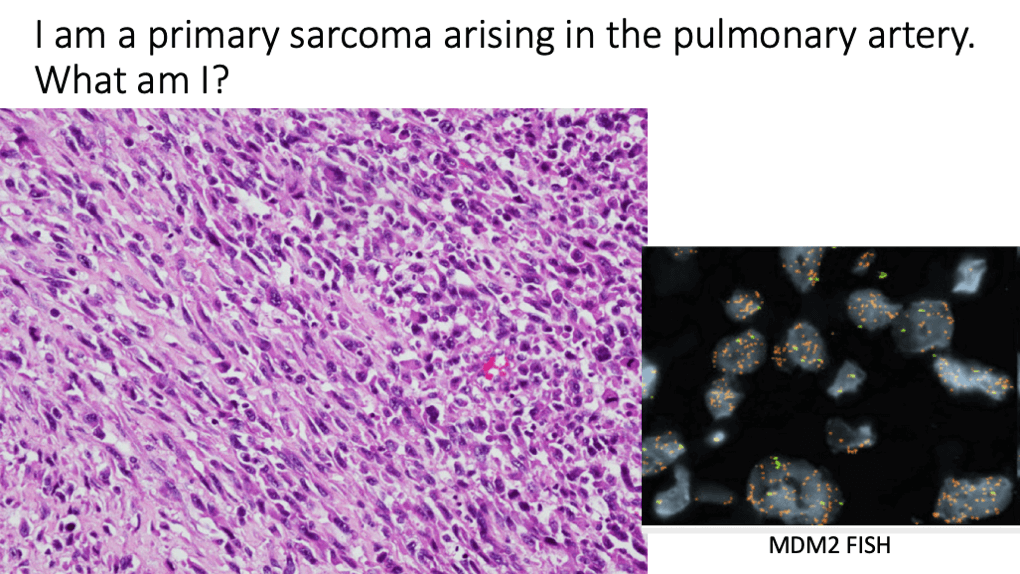 I am a primary sarcoma arising in the pulmonary artery.
What am I?
MDM2 FISH